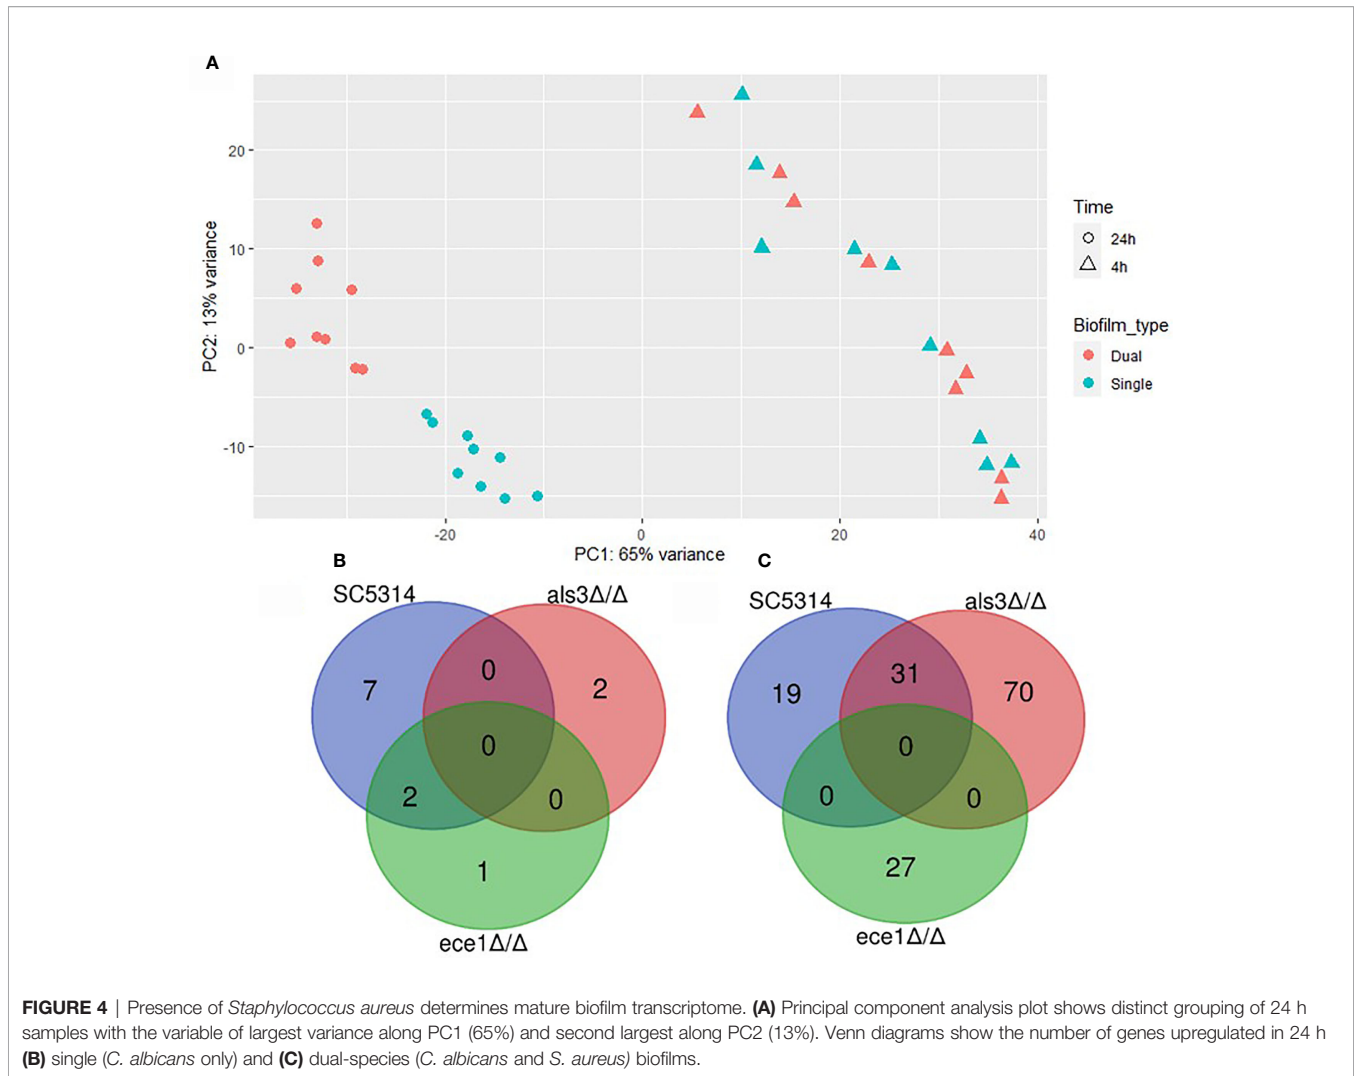 A
20
10
0
-10
PC2: 13% variance
-20
0
20
40
PC1: 65% variance
Time
24h
4h
Biofilm_type
Dual
Single
B
SC5314
als3Δ/Δ
7
0
2
0
2
0
1
ece1Δ/Δ
C
SC5314
als3Δ/Δ
19
31
70
0
0
0
27
ece1Δ/Δ
FIGURE 4 | Presence of Staphylococcus aureus determines mature biofilm transcriptome. (A) Principal component analysis plot shows distinct grouping of 24 h
samples with the variable of largest variance along PC1 (65%) and second largest along PC2 (13%). Venn diagrams show the number of genes upregulated in 24 h
(B) single (C. albicans only) and (C) dual-species (C. albicans and S. aureus) biofilms.